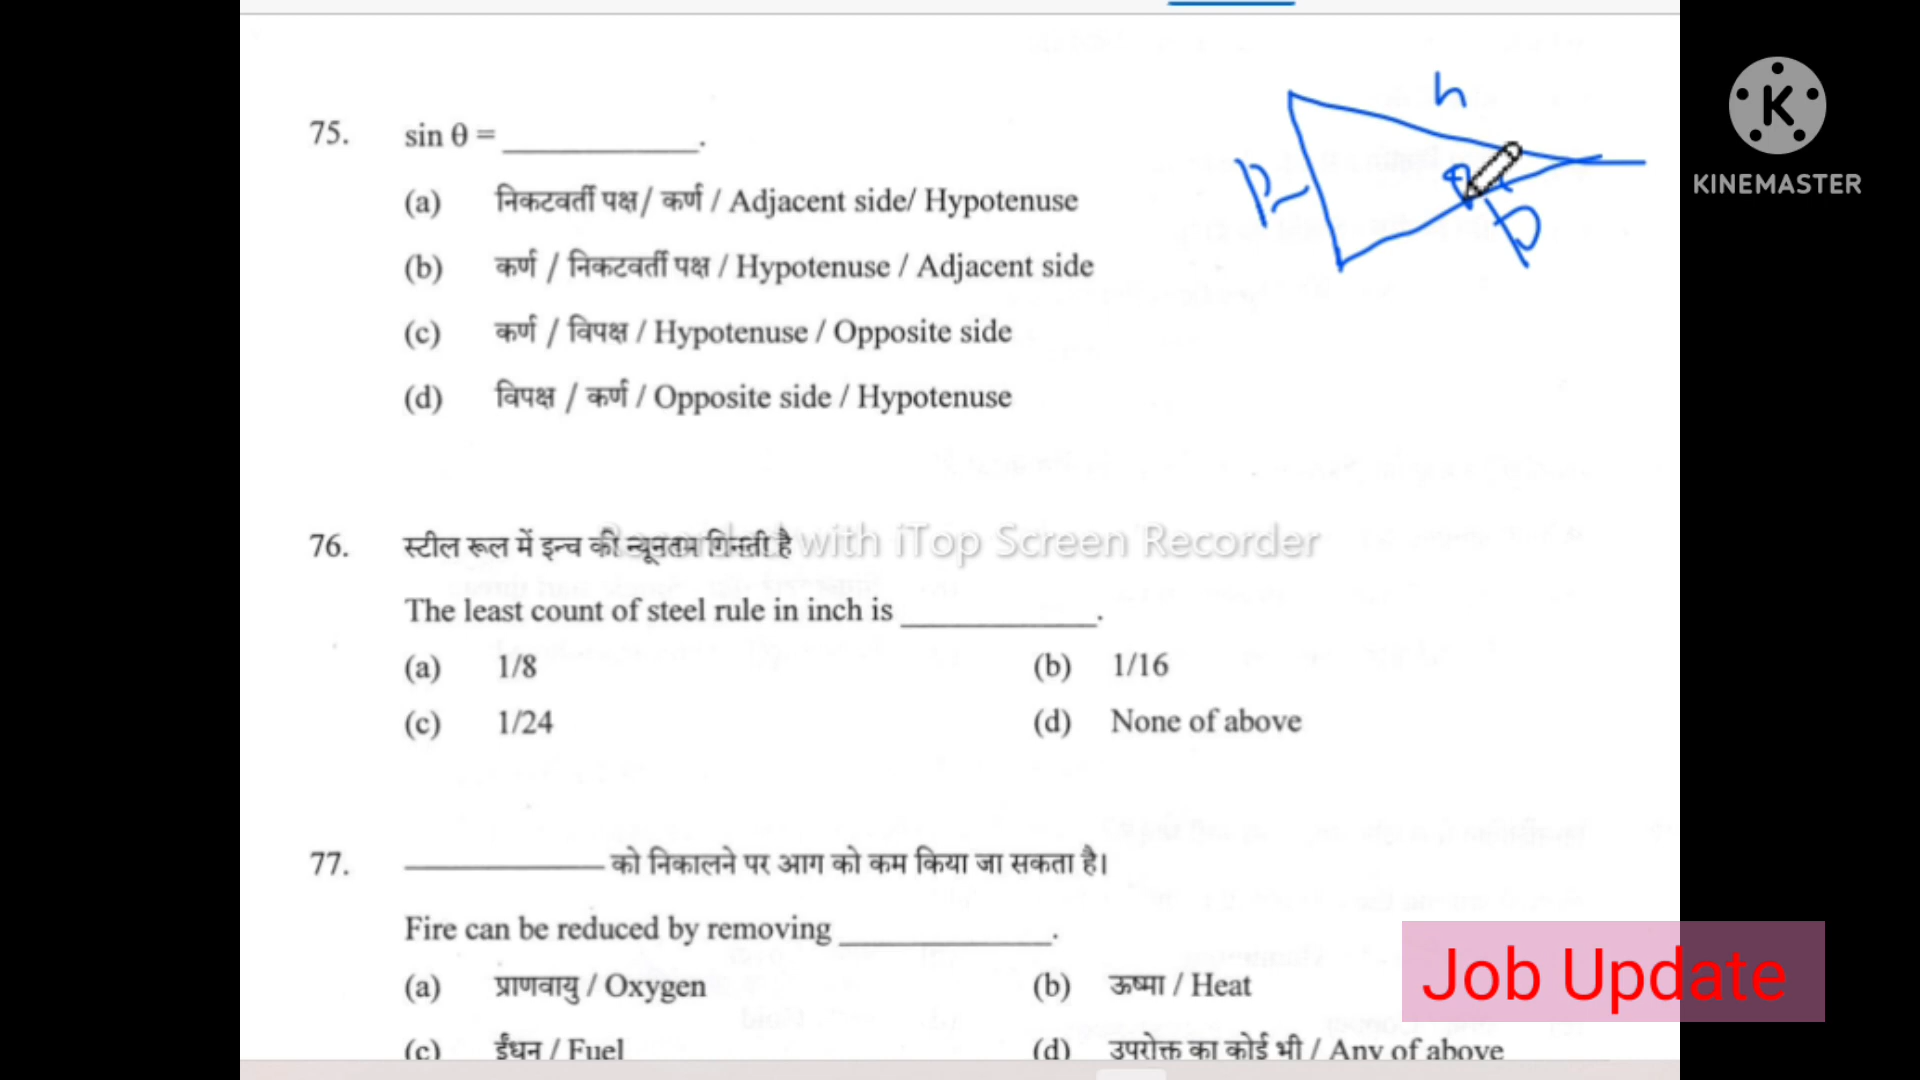 h
75. sin θ = ____________.
P
(a) निकटवर्ती पक्ष/ कर्ण / Adjacent side/ Hypotenuse
KINEMASTER
(b) कर्ण / निकटवर्ती पक्ष / Hypotenuse / Adjacent side
(c) कर्ण / विपक्ष / Hypotenuse / Opposite side
(d) विपक्ष / कर्ण / Opposite side / Hypotenuse
76. स्टील रूल में इन्च की न्यूनतम गिनती है
Recorded with iTop Screen Recorder
The least count of steel rule in inch is ____________.
(a) 1/8 (b) 1/16
(c) 1/24 (d) None of above
77. ____________ को निकालने पर आग को कम किया जा सकता है।
Fire can be reduced by removing _____________.
(a) प्राणवायु / Oxygen (b) ऊष्मा / Heat
(c) ईंधन / Fuel (d) उपरोक्त का कोई भी / Any of above
Job Update